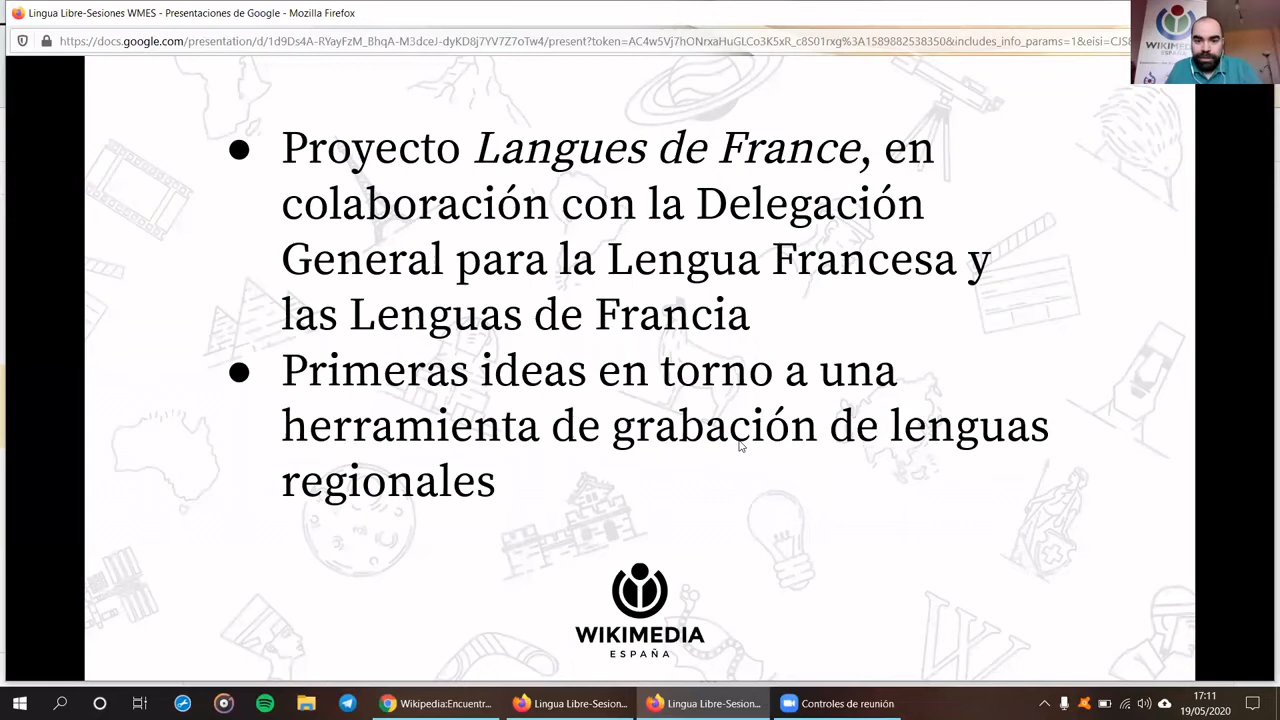 Lingua Libre-Sesiones WMES - Presentaciones de Google - Mozilla Firefox
WIKIMEDIA
ESPAÑA
● Proyecto Langues de France, en
colaboración con la Delegación
General para la Lengua Francesa y
las Lenguas de Francia
● Primeras ideas en torno a una
herramienta de grabación de lenguas
regionales
WIKIMEDIA
ESPAÑA
Wikipedia:Encuentr...
Lingua Libre-Sesion...
Lingua Libre-Sesion...
Controles de reunión
17:11
19/05/2020